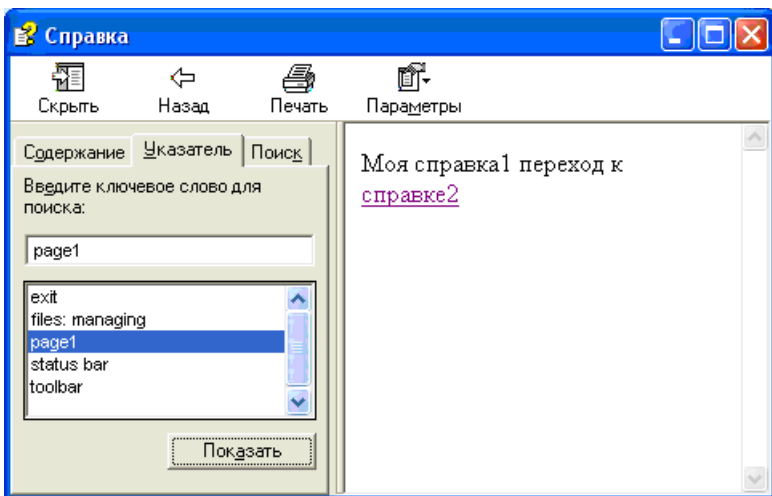 Справка
Скрыть Назад Печать Параметры
Содержание Указатель Поиск
Введите ключевое слово для
поиска:
page1
exit
files: managing
page1
status bar
toolbar
Показать
Моя справка1 переход к
справке2